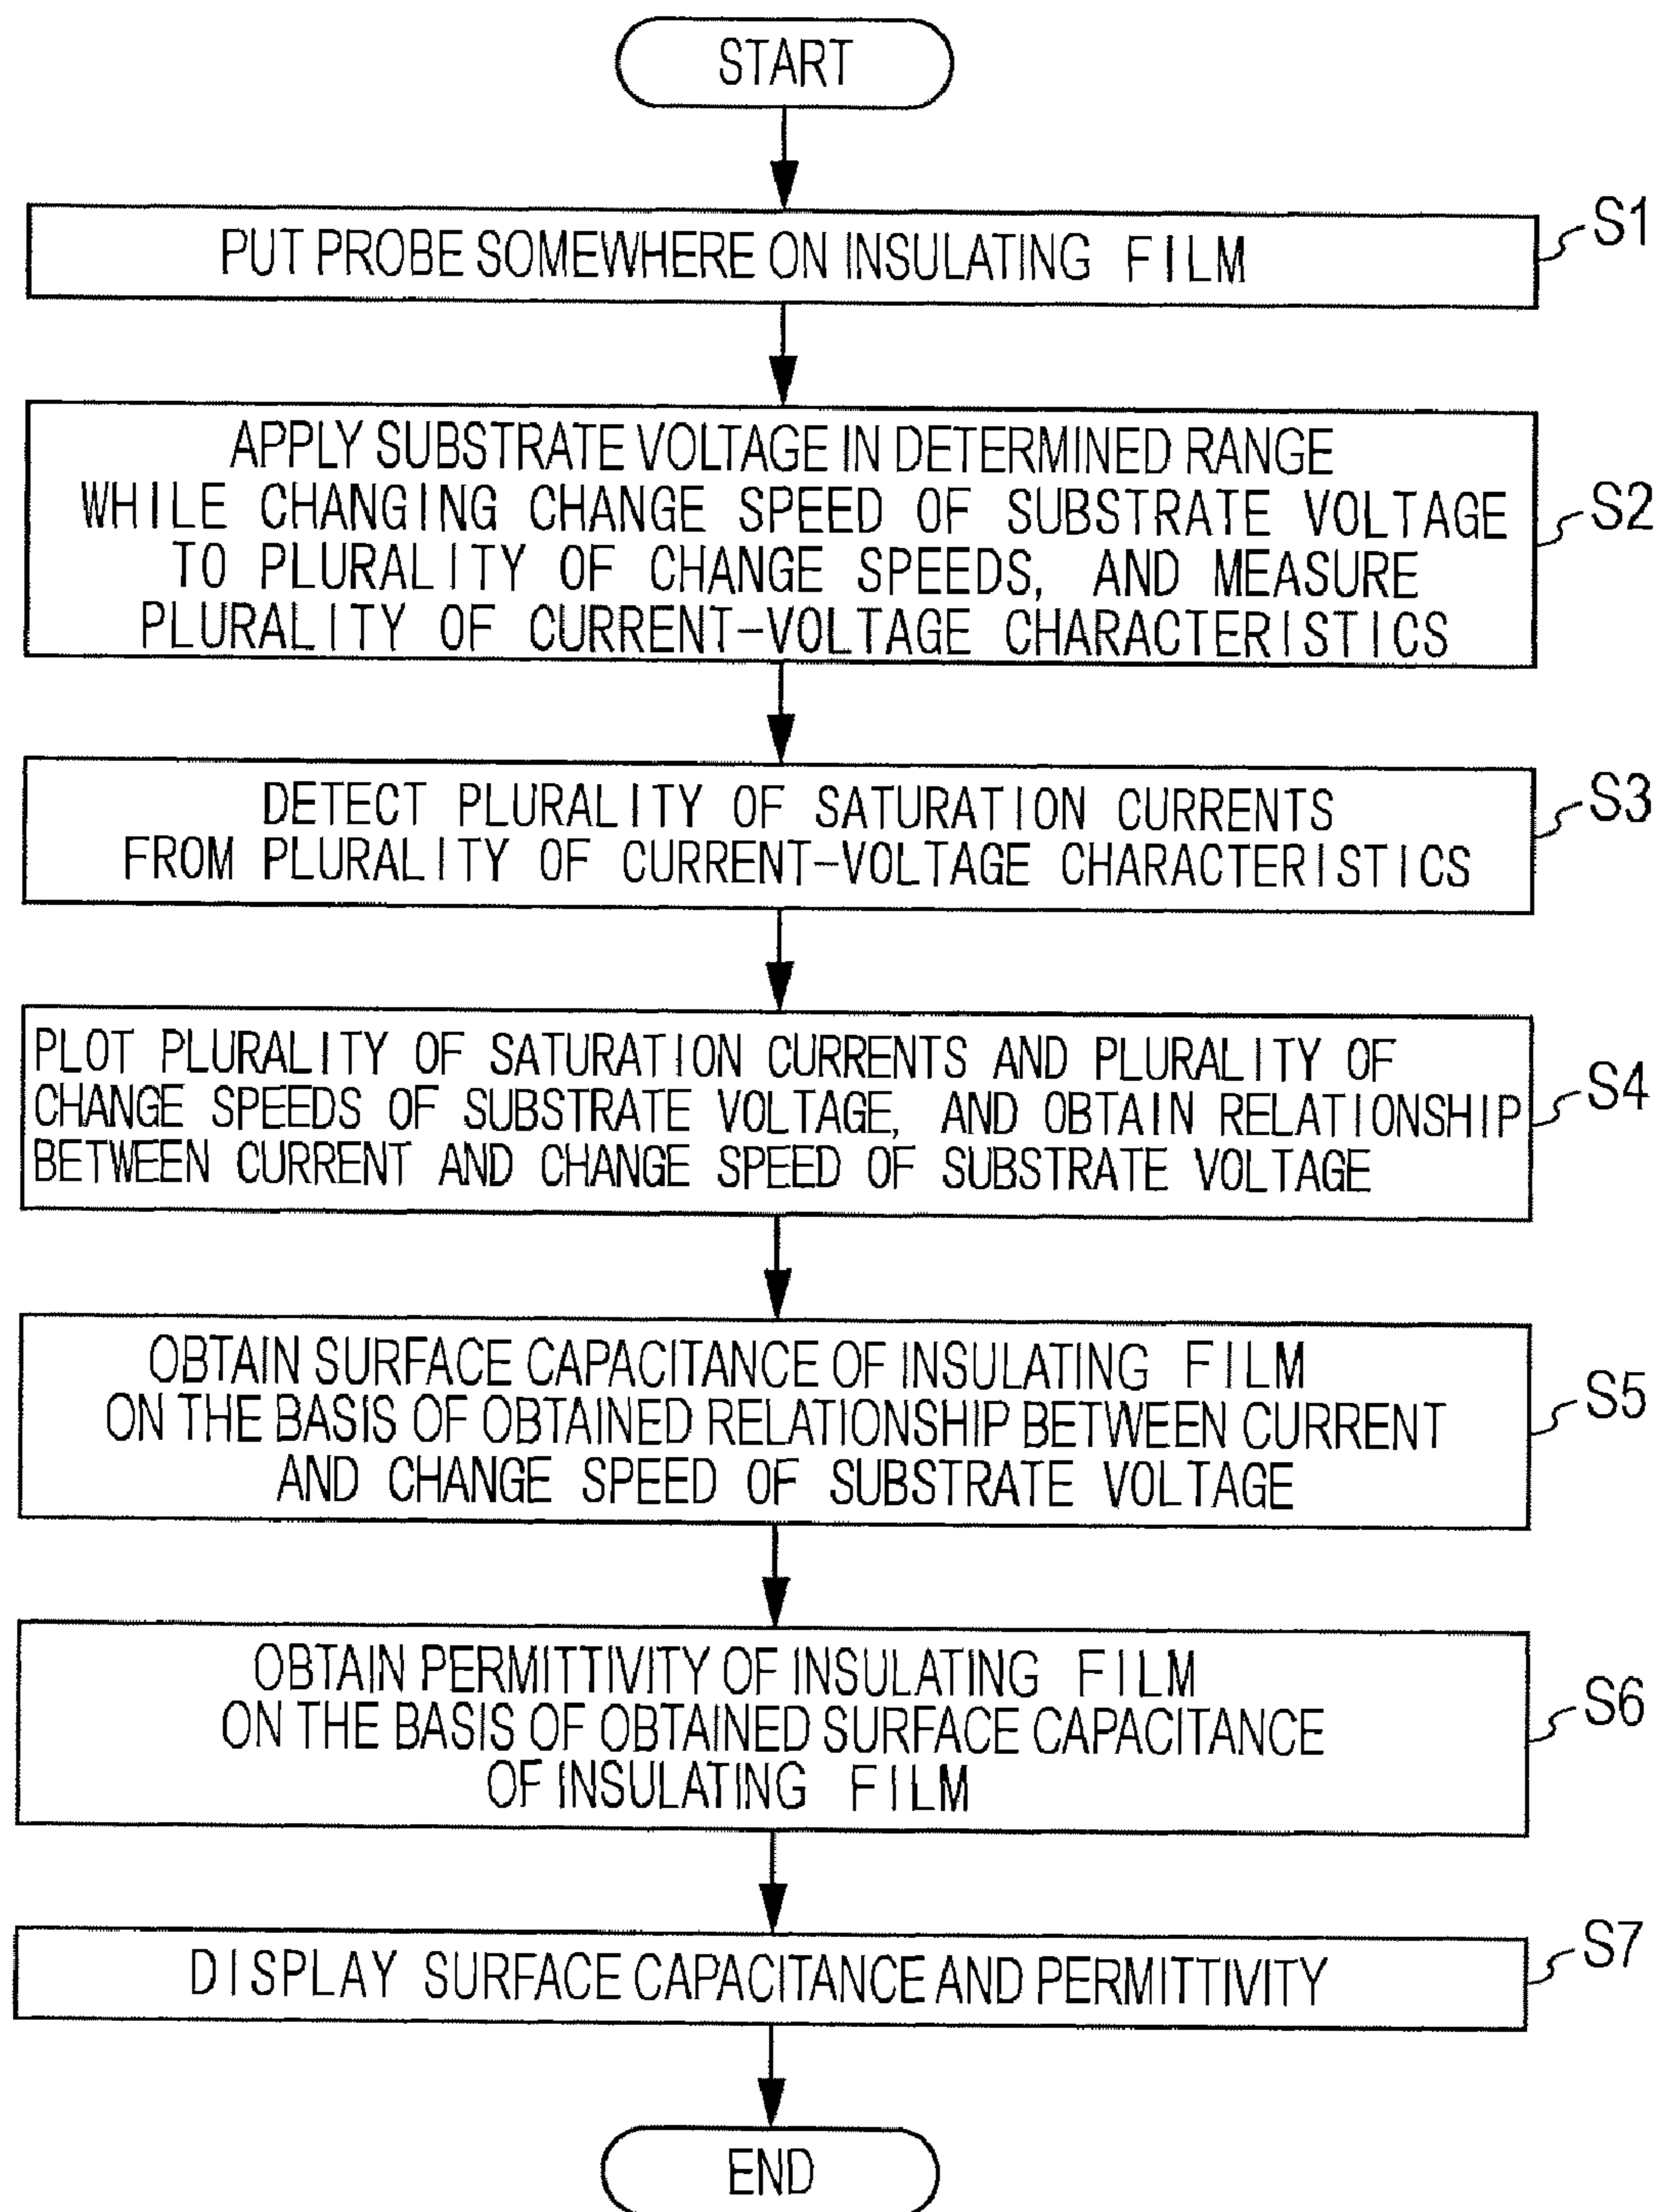 START
PUT PROBE SOMEWHERE ON INSULATING FILM
S1
APPLY SUBSTRATE VOLTAGE IN DETERMINED RANGE
WHILE CHANGING CHANGE SPEED OF SUBSTRATE VOLTAGE
TO PLURALITY OF CHANGE SPEEDS, AND MEASURE
PLURALITY OF CURRENT-VOLTAGE CHARACTERISTICS
S2
DETECT PLURALITY OF SATURATION CURRENTS
FROM PLURALITY OF CURRENT-VOLTAGE CHARACTERISTICS
S3
PLOT PLURALITY OF SATURATION CURRENTS AND PLURALITY OF
CHANGE SPEEDS OF SUBSTRATE VOLTAGE, AND OBTAIN RELATIONSHIP
BETWEEN CURRENT AND CHANGE SPEED OF SUBSTRATE VOLTAGE
S4
OBTAIN SURFACE CAPACITANCE OF INSULATING FILM
ON THE BASIS OF OBTAINED RELATIONSHIP BETWEEN CURRENT
AND CHANGE SPEED OF SUBSTRATE VOLTAGE
S5
OBTAIN PERMITTIVITY OF INSULATING FILM
ON THE BASIS OF OBTAINED SURFACE CAPACITANCE
OF INSULATING FILM
S6
DISPLAY SURFACE CAPACITANCE AND PERMITTIVITY
S7
END